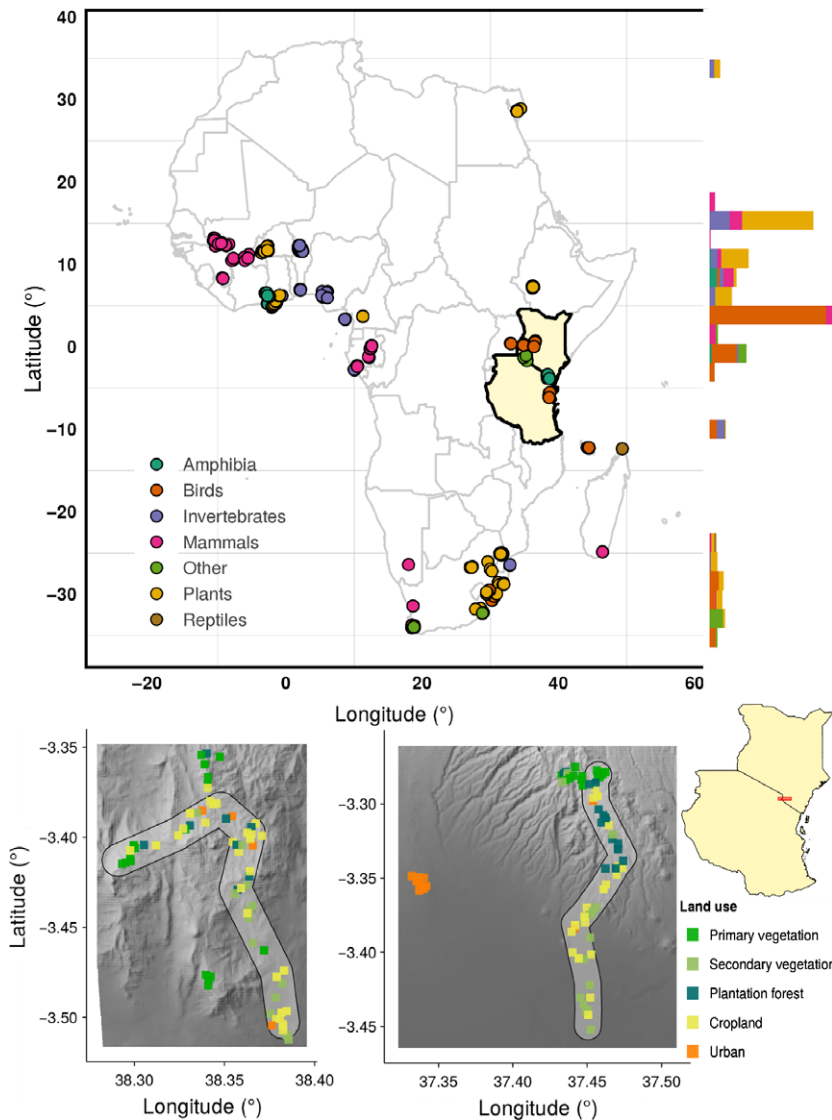 40
30
20
10
0
−10
−20
−30
Latitude (°)
Amphibia
Birds
Invertebrates
Mammals
Other
Plants
Reptiles
−20
0
20
40
60
Longitude (°)
−3.35
−3.40
−3.45
−3.50
Latitude (°)
38.30
38.35
38.40
Longitude (°)
−3.30
−3.35
−3.40
−3.45
37.35
37.40
37.45
37.50
Longitude (°)
Land use
Primary vegetation
Secondary vegetation
Plantation forest
Cropland
Urban